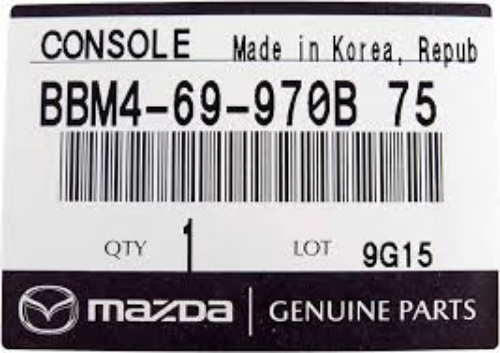 CONSOLE Made in Korea, Repub
BBM4-69-970B 75
QTY 1 LOT 9G15
mazda GENUINE PARTS